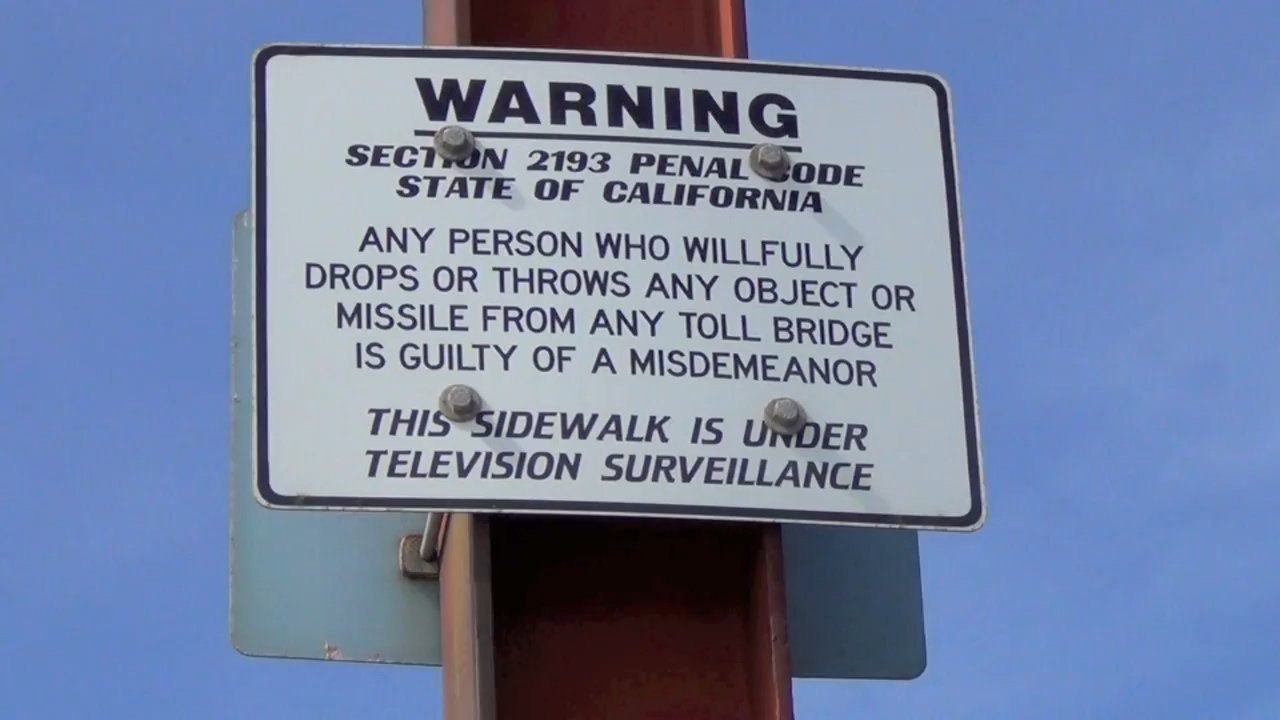 WARNING
SECTION 2193 PENAL CODE
STATE OF CALIFORNIA
ANY PERSON WHO WILLFULLY
DROPS OR THROWS ANY OBJECT OR
MISSILE FROM ANY TOLL BRIDGE
IS GUILTY OF A MISDEMEANOR
THIS SIDEWALK IS UNDER
TELEVISION SURVEILLANCE